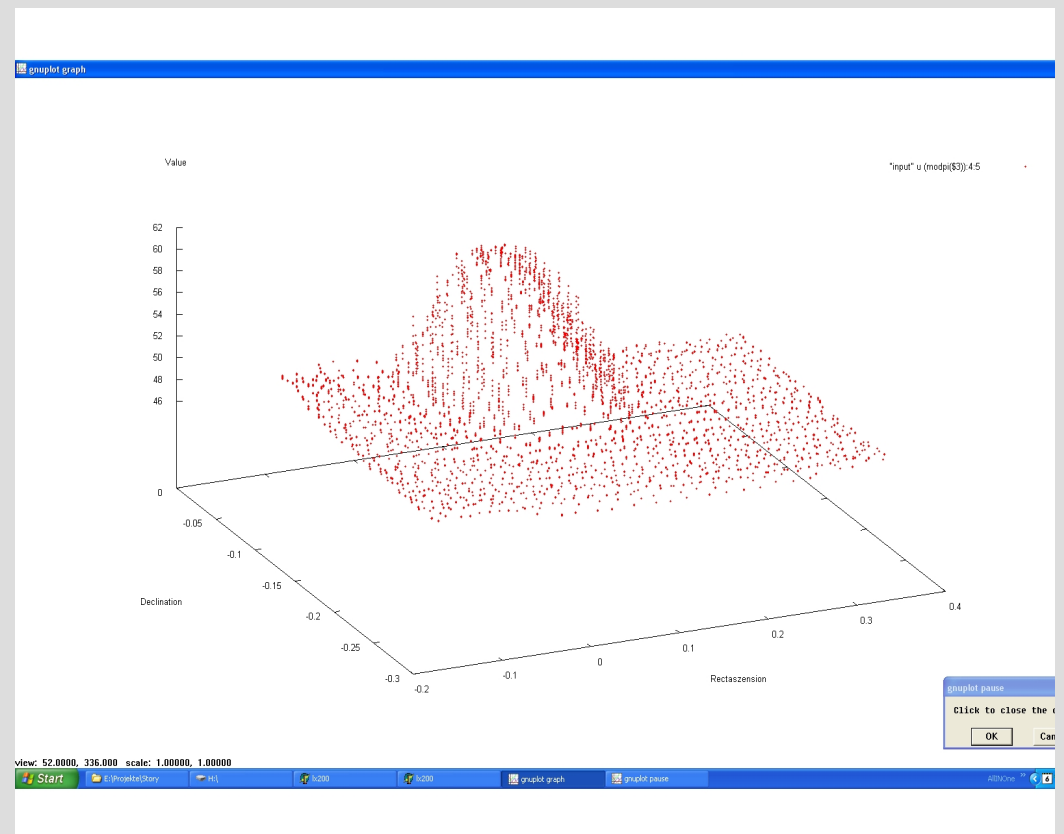 gnuplot graph
Value
"input" u (modpi($3)):4:5
62
60
58
56
54
52
50
48
46
0
-0.05
-0.1
-0.15
-0.2
-0.25
-0.3
Declination
-0.2
-0.1
0
0.1
0.2
0.3
0.4
Rectaszension
gnuplot pause
Click to close the
OK
view: 52.0000, 336.000 scale: 1.00000, 1.00000
Start
E:\Projekte\Story
H:\
lx200
lx200
gnuplot graph
gnuplot pause
AllINOne
6